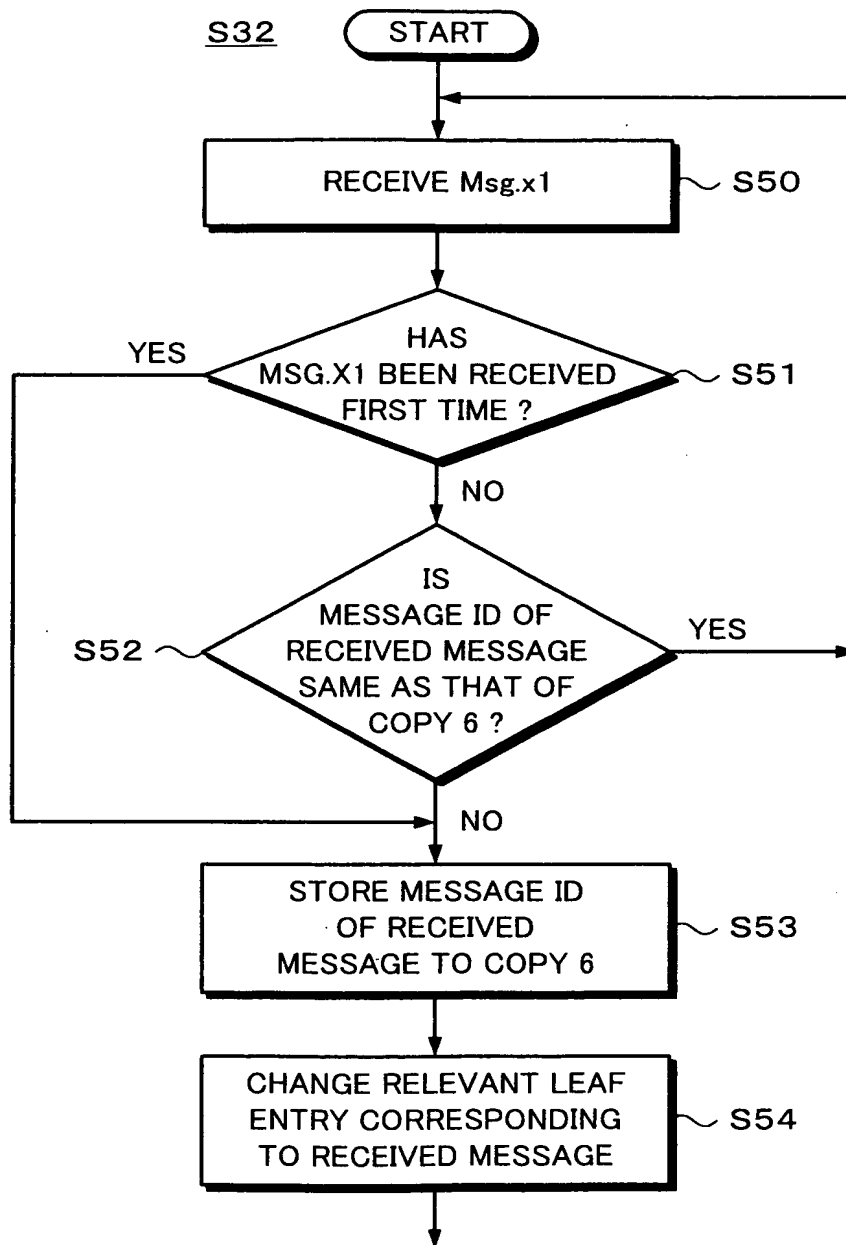 S32
START
RECEIVE Msg.x1
S50
HAS
MSG.X1 BEEN RECEIVED
FIRST TIME ?
YES
S51
NO
IS
MESSAGE ID OF
RECEIVED MESSAGE
SAME AS THAT OF
COPY 6 ?
S52
YES
NO
STORE MESSAGE ID
OF RECEIVED
MESSAGE TO COPY 6
S53
CHANGE RELEVANT LEAF
ENTRY CORRESPONDING
TO RECEIVED MESSAGE
S54